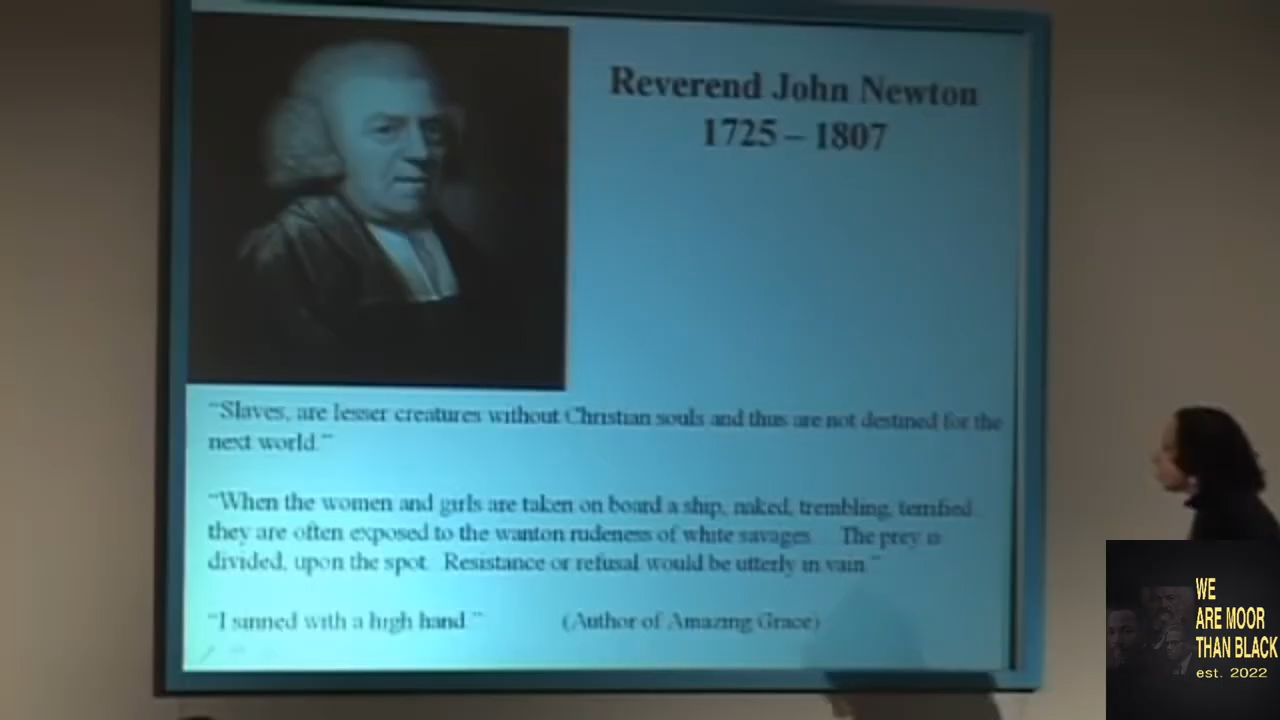 Reverend John Newton
1725 – 1807
"Slaves, are lesser creatures without Christian souls and thus are not destined for the
next world."
"When the women and girls are taken on board a ship, naked, trembling, terrified
they are often exposed to the wanton rudeness of white savages. The prey is
divided, upon the spot. Resistance or refusal would be utterly in vain."
"I sinned with a high hand." (Author of Amazing Grace)
WE
ARE MOOR
THAN BLACK
est. 2022